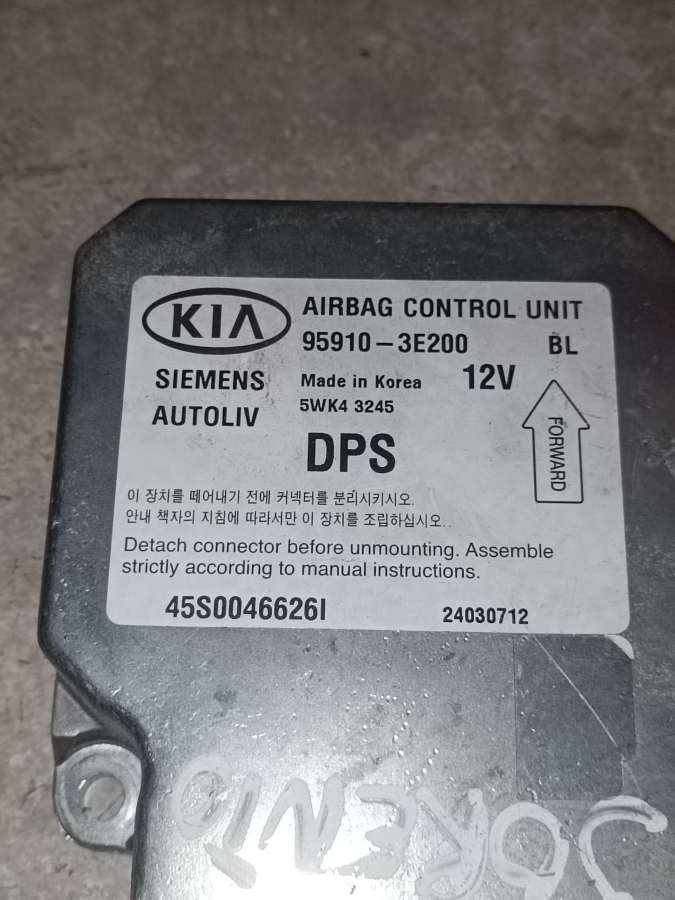 KIA
AIRBAG CONTROL UNIT
95910-3E200 BL
SIEMENS
AUTOLIV
Made in Korea 12V
5WK4 3245
DPS
FORWARD
이 장치를 떼어내기 전에 커넥터를 분리시키시오.
안내 책자의 지침에 따라서만 이 장치를 조립하십시오.
Detach connector before unmounting. Assemble
strictly according to manual instructions.
45S0046626I 24030712
SORENTO